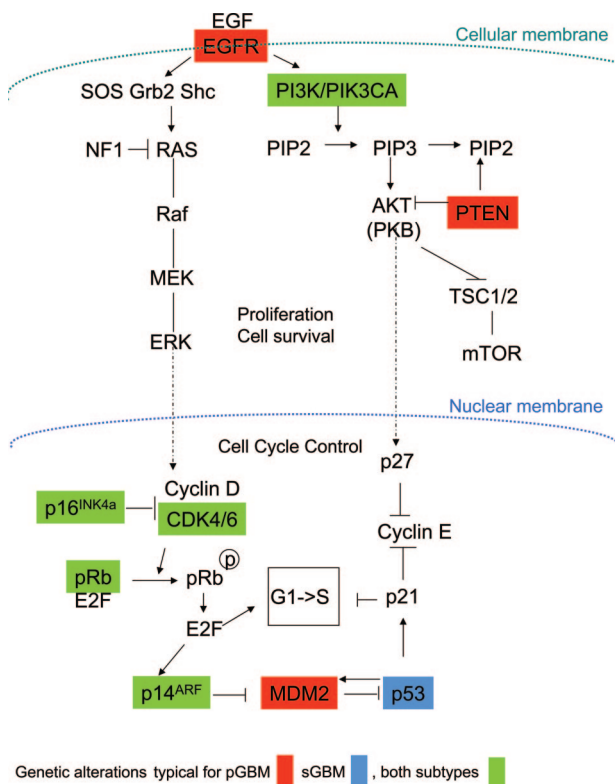 EGF
Cellular membrane
EGFR
SOS Grb2 Shc
PI3K/PIK3CA
NF1
RAS
PIP2
PIP3
PIP2
Raf
AKT
(PKB)
PTEN
MEK
TSC1/2
Proliferation
Cell survival
ERK
mTOR
Nuclear membrane
Cell Cycle Control
p27
Cyclin D
p16INK4a
CDK4/6
Cyclin E
pRb
E2F
pRb
p
G1->S
p21
E2F
p14ARF
MDM2
p53
Genetic alterations typical for pGBM sGBM , both subtypes